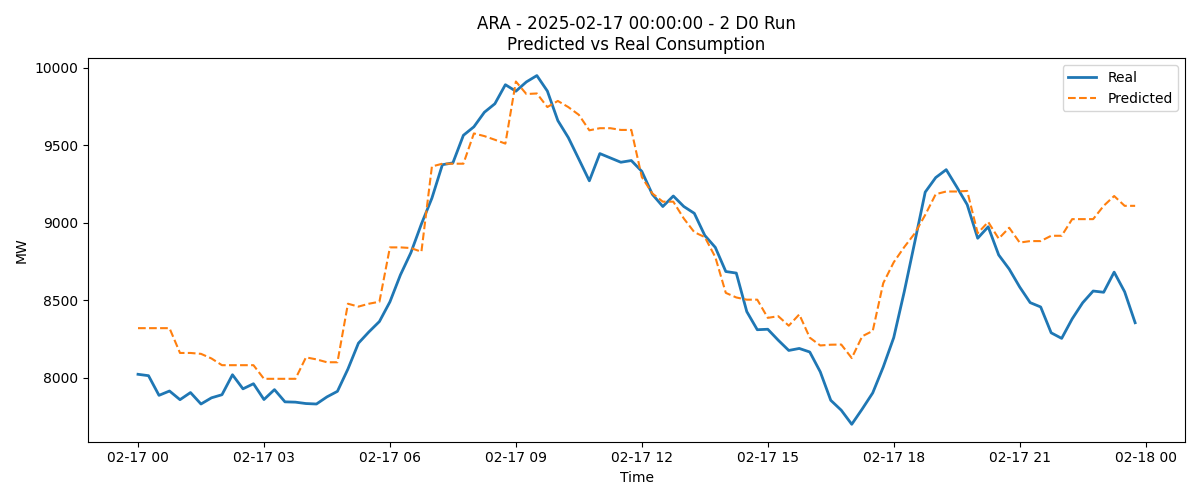 ARA - 2025-02-17 00:00:00 - 2 D0 Run
Predicted vs Real Consumption
Real
Predicted
MW
10000
9500
9000
8500
8000
02-17 00
02-17 03
02-17 06
02-17 09
02-17 12
02-17 15
02-17 18
02-17 21
02-18 00
Time